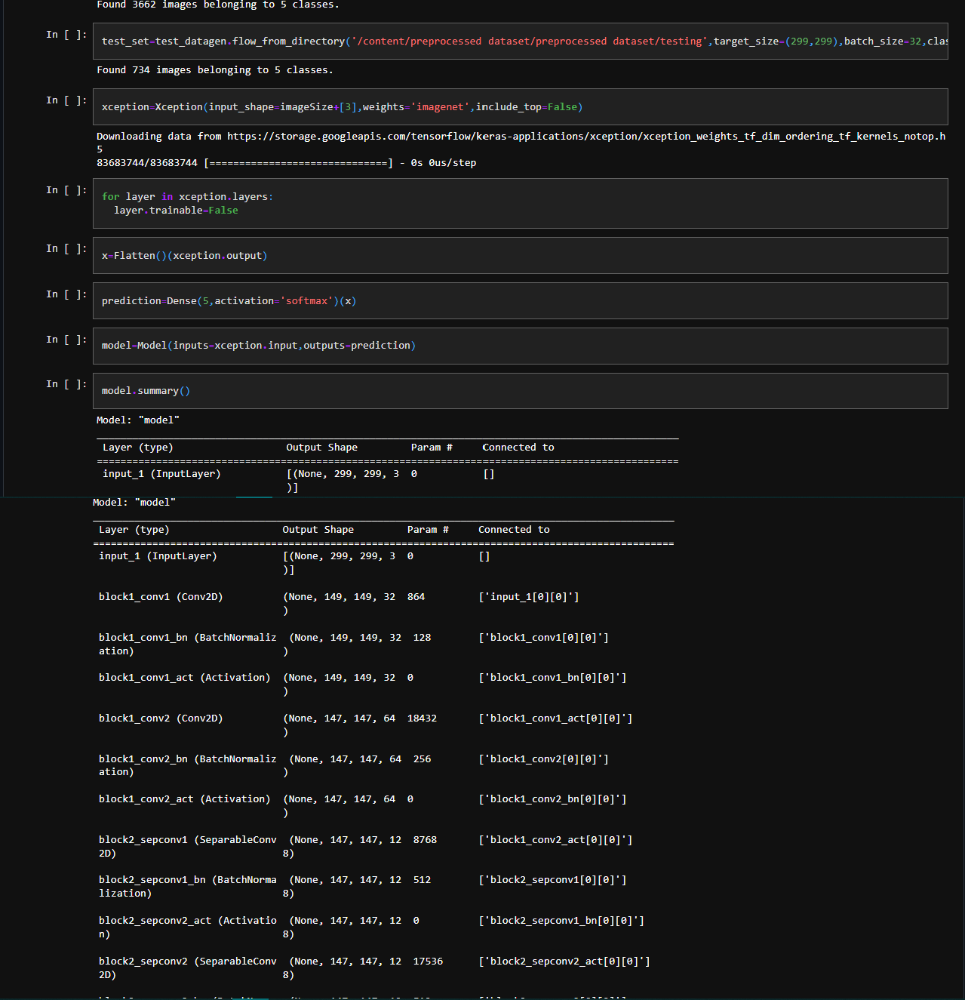 Found 3662 images belonging to 5 classes.
In [ ]: test_set=test_datagen.flow_from_directory('/content/preprocessed dataset/preprocessed dataset/testing',target_size=(299,299),batch_size=32,clas
Found 734 images belonging to 5 classes.
In [ ]: xception=Xception(input_shape=imageSize+[3],weights='imagenet',include_top=False)
Downloading data from https://storage.googleapis.com/tensorflow/keras-applications/xception/xception_weights_tf_dim_ordering_tf_kernels_notop.h
5
83683744/83683744 [==============================] - 0s 0us/step
In [ ]: for layer in xception.layers:
layer.trainable=False
In [ ]: x=Flatten()(xception.output)
In [ ]: prediction=Dense(5,activation='softmax')(x)
In [ ]: model=Model(inputs=xception.input,outputs=prediction)
In [ ]: model.summary()
Model: "model"
Layer (type) Output Shape Param # Connected to
input_1 (InputLayer) [(None, 299, 299, 3 0 []
)]
Model: "model"
Layer (type) Output Shape Param # Connected to
input_1 (InputLayer) [(None, 299, 299, 3 0 []
)]
block1_conv1 (Conv2D) (None, 149, 149, 32 864 ['input_1[0][0]']
)
block1_conv1_bn (BatchNormaliz (None, 149, 149, 32 128 ['block1_conv1[0][0]']
ation) )
block1_conv1_act (Activation) (None, 149, 149, 32 0 ['block1_conv1_bn[0][0]']
)
block1_conv2 (Conv2D) (None, 147, 147, 64 18432 ['block1_conv1_act[0][0]']
)
block1_conv2_bn (BatchNormaliz (None, 147, 147, 64 256 ['block1_conv2[0][0]']
ation) )
block1_conv2_act (Activation) (None, 147, 147, 64 0 ['block1_conv2_bn[0][0]']
)
block2_sepconv1 (SeparableConv (None, 147, 147, 12 8768 ['block1_conv2_act[0][0]']
2D) 8)
block2_sepconv1_bn (BatchNorma (None, 147, 147, 12 512 ['block2_sepconv1[0][0]']
lization) 8)
block2_sepconv2_act (Activatio (None, 147, 147, 12 0 ['block2_sepconv1_bn[0][0]']
n) 8)
block2_sepconv2 (SeparableConv (None, 147, 147, 12 17536 ['block2_sepconv2_act[0][0]']
2D) 8)